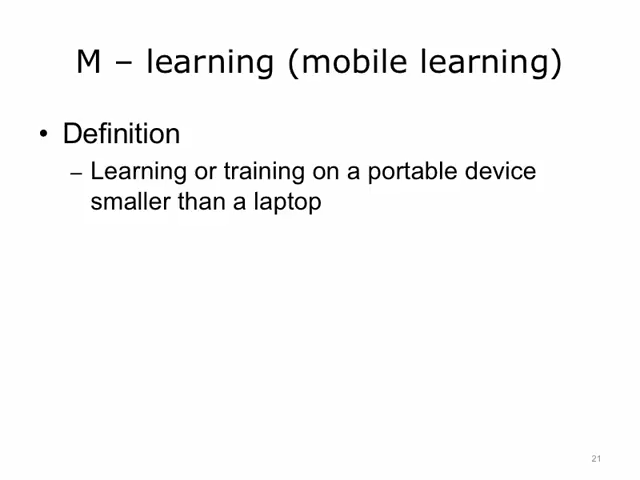 M – learning (mobile learning)
• Definition
– Learning or training on a portable device
smaller than a laptop
21